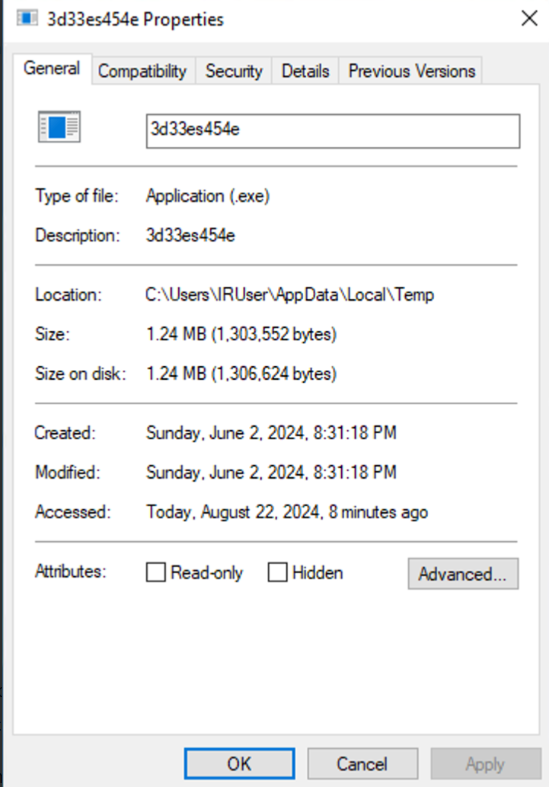 3d33es454e Properties
General Compatibility Security Details Previous Versions
3d33es454e
Type of file: Application (.exe)
Description: 3d33es454e
Location: C:\Users\IRUser\AppData\Local\Temp
Size: 1.24 MB (1,303,552 bytes)
Size on disk: 1.24 MB (1,306,624 bytes)
Created: Sunday, June 2, 2024, 8:31:18 PM
Modified: Sunday, June 2, 2024, 8:31:18 PM
Accessed: Today, August 22, 2024, 8 minutes ago
Attributes: Read-only Hidden Advanced...
OK Cancel Apply